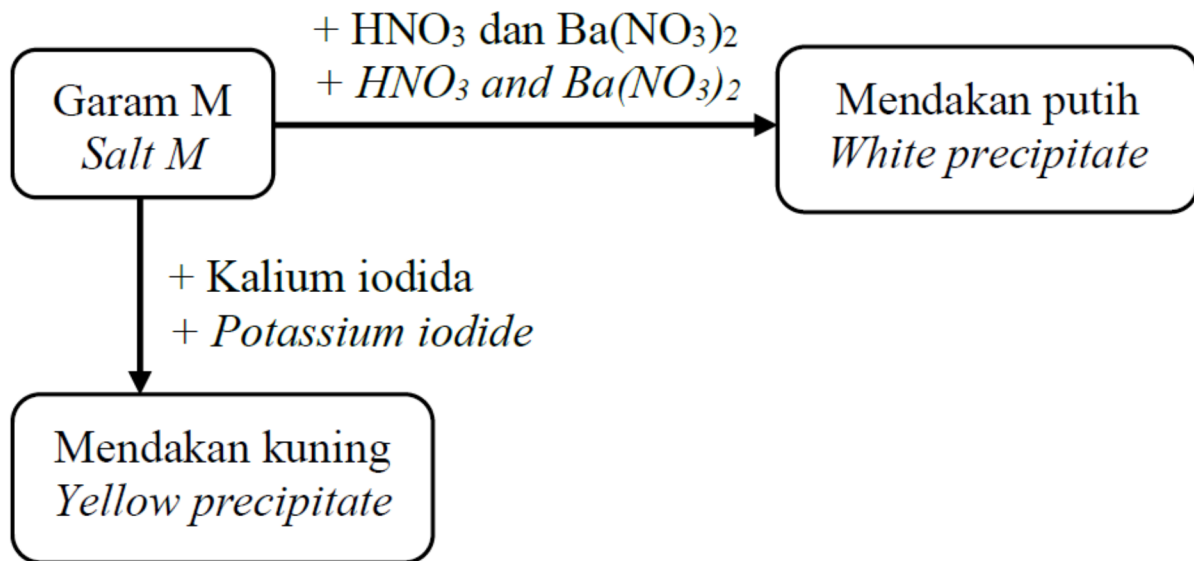 + HNO₃ dan Ba(NO₃)₂
+ HNO₃ and Ba(NO₃)₂
Garam M
Salt M
Mendakan putih
White precipitate
+ Kalium iodida
+ Potassium iodide
Mendakan kuning
Yellow precipitate